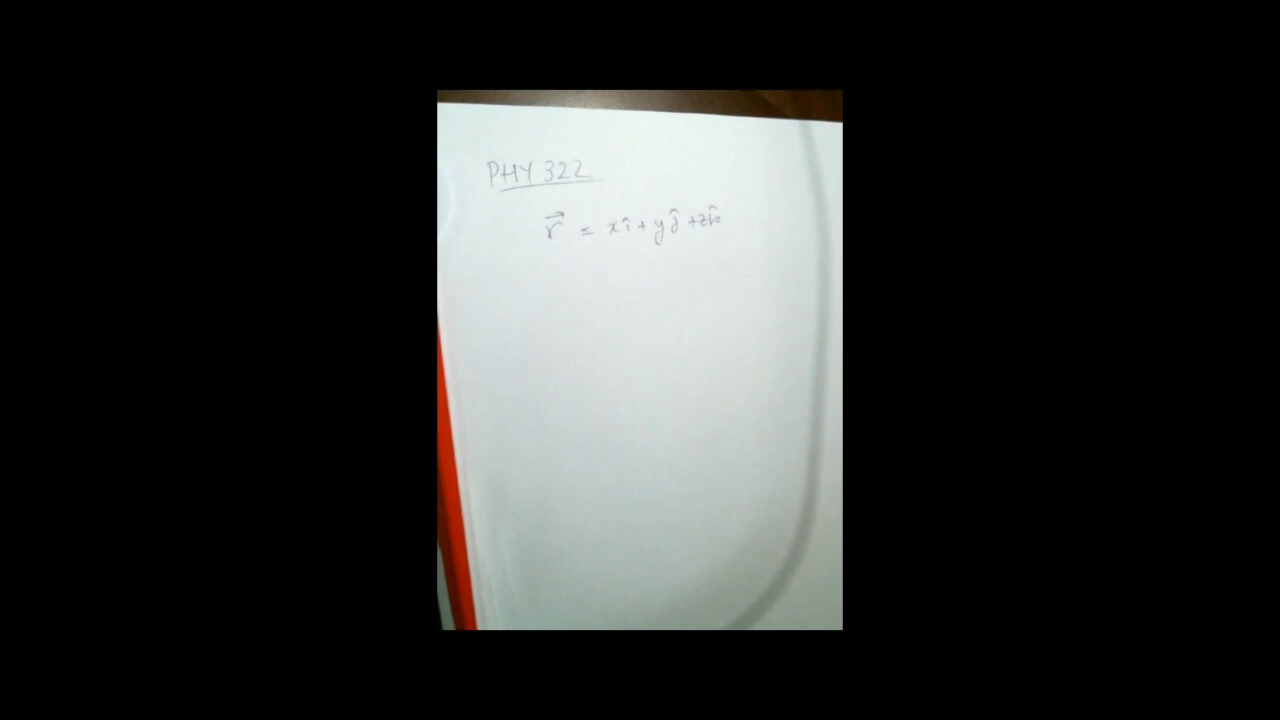 PHY 322
r⃗ = xî + yĵ + zk̂